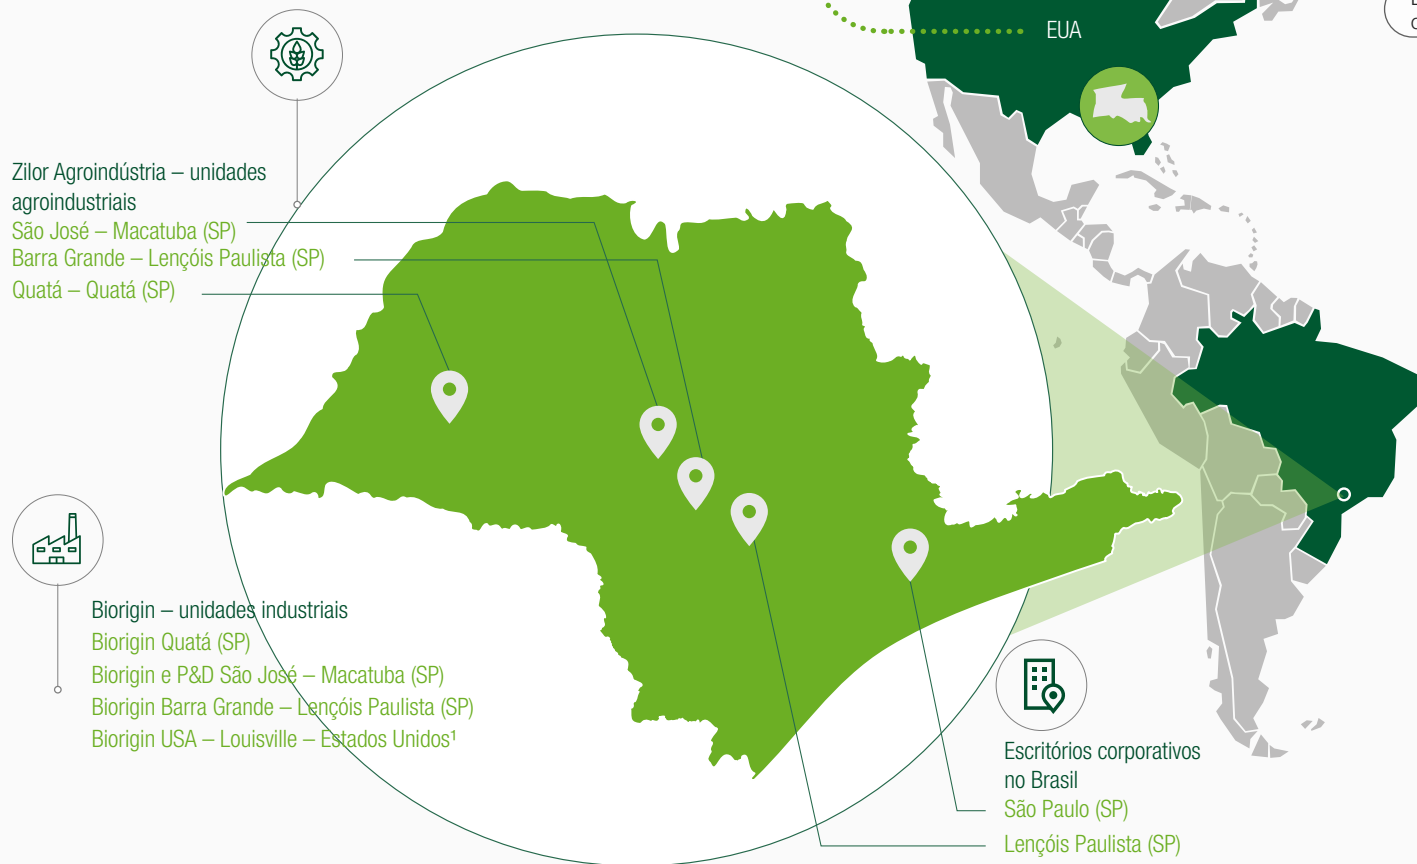 EUA
Zilor Agroindústria – unidades
agroindustriais
São José – Macatuba (SP)
Barra Grande – Lençóis Paulista (SP)
Quatá – Quatá (SP)
Biorigin – unidades industriais
Biorigin Quatá (SP)
Biorigin e P&D São José – Macatuba (SP)
Biorigin Barra Grande – Lençóis Paulista (SP)
Biorigin USA – Louisville – Estados Unidos¹
Escritórios corporativos
no Brasil
São Paulo (SP)
Lençóis Paulista (SP)